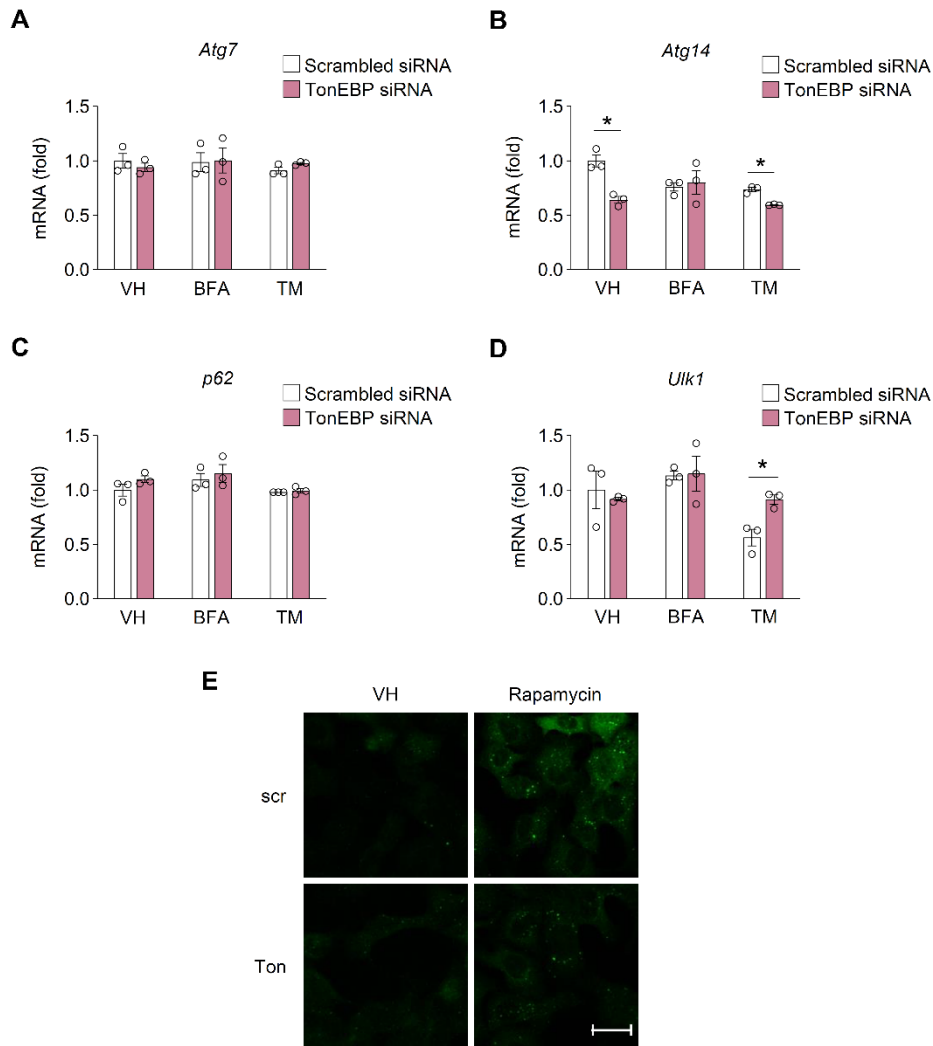 A
Atg7
Scrambled siRNA
TonEBP siRNA
mRNA (fold)
1.5
1.0
0.5
0.0
VH BFA TM
B
Atg14
Scrambled siRNA
TonEBP siRNA
mRNA (fold)
1.5
1.0
0.5
0.0
* *
VH BFA TM
C
p62
Scrambled siRNA
TonEBP siRNA
mRNA (fold)
1.5
1.0
0.5
0.0
VH BFA TM
D
Ulk1
Scrambled siRNA
TonEBP siRNA
mRNA (fold)
1.5
1.0
0.5
0.0
*
VH BFA TM
E
VH Rapamycin
scr
Ton